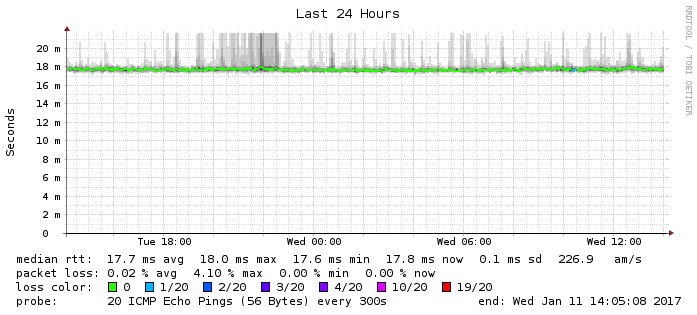 Last 24 Hours
RRDTOOL / TOBI OETIKER
Seconds
20 m
18 m
16 m
14 m
12 m
10 m
8 m
6 m
4 m
2 m
0
Tue 18:00 Wed 00:00 Wed 06:00 Wed 12:00
median rtt: 17.7 ms avg 18.0 ms max 17.6 ms min 17.8 ms now 0.1 ms sd 226.9 am/s
packet loss: 0.02 % avg 4.10 % max 0.00 % min 0.00 % now
loss color: 0 1/20 2/20 3/20 4/20 10/20 19/20
probe: 20 ICMP Echo Pings (56 Bytes) every 300s end: Wed Jan 11 14:05:08 2017